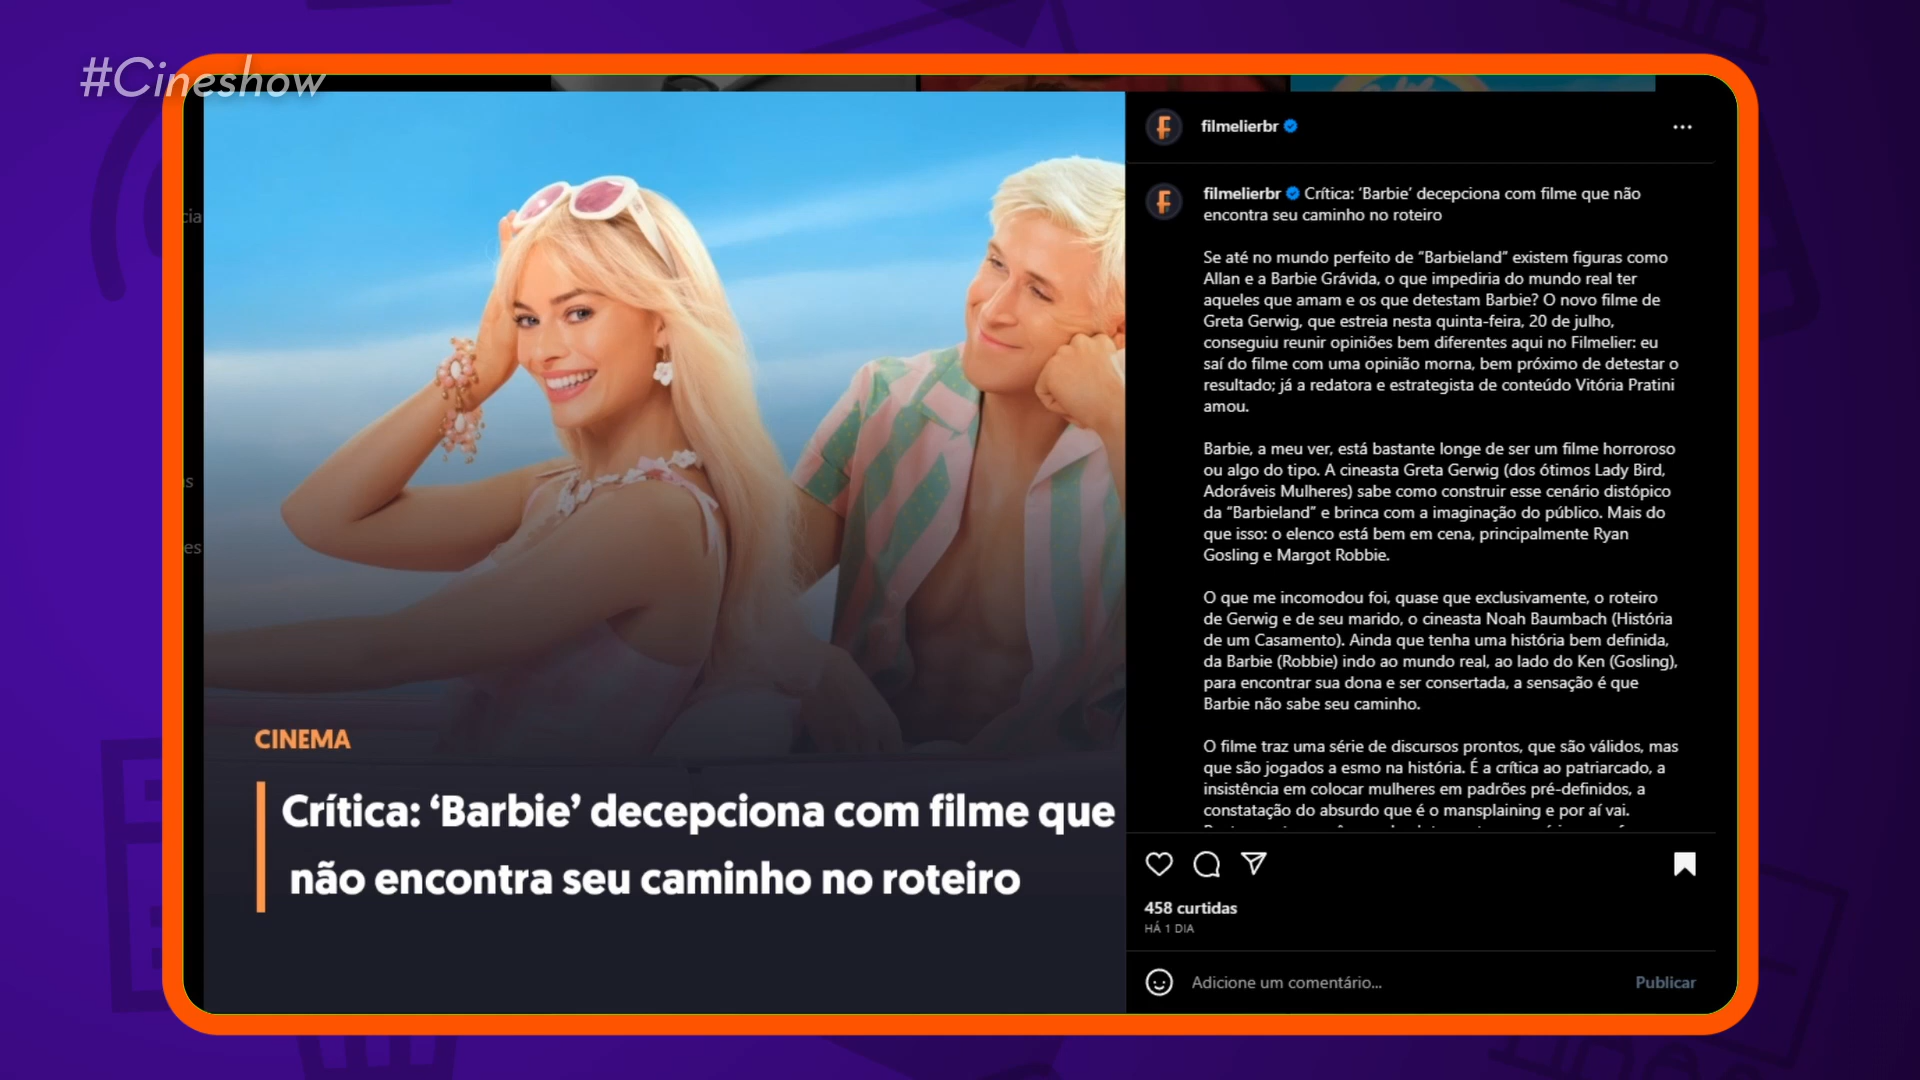 #Cineshow
cia
s
es
CINEMA
Crítica: ‘Barbie’ decepciona com filme que
não encontra seu caminho no roteiro
filmelierbr
filmelierbr Crítica: ‘Barbie’ decepciona com filme que não
encontra seu caminho no roteiro
Se até no mundo perfeito de “Barbieland” existem figuras como
Allan e a Barbie Grávida, o que impediria do mundo real ter
aqueles que amam e os que detestam Barbie? O novo filme de
Greta Gerwig, que estreia nesta quinta-feira, 20 de julho,
conseguiu reunir opiniões bem diferentes aqui no Filmelier: eu
saí do filme com uma opinião morna, bem próximo de detestar o
resultado; já a redatora e estrategista de conteúdo Vitória Pratini
amou.
Barbie, a meu ver, está bastante longe de ser um filme horroroso
ou algo do tipo. A cineasta Greta Gerwig (dos ótimos Lady Bird,
Adoráveis Mulheres) sabe como construir esse cenário distópico
da “Barbieland” e brinca com a imaginação do público. Mais do
que isso: o elenco está bem em cena, principalmente Ryan
Gosling e Margot Robbie.
O que me incomodou foi, quase que exclusivamente, o roteiro
de Gerwig e de seu marido, o cineasta Noah Baumbach (História
de um Casamento). Ainda que tenha uma história bem definida,
da Barbie (Robbie) indo ao mundo real, ao lado do Ken (Gosling),
para encontrar sua dona e ser consertada, a sensação é que
Barbie não sabe seu caminho.
O filme traz uma série de discursos prontos, que são válidos, mas
que são jogados a esmo na história. É a crítica ao patriarcado, a
insistência em colocar mulheres em padrões pré-definidos, a
constatação do absurdo que é o mansplaining e por aí vai.
458 curtidas
HÁ 1 DIA
Adicione um comentário...
Publicar